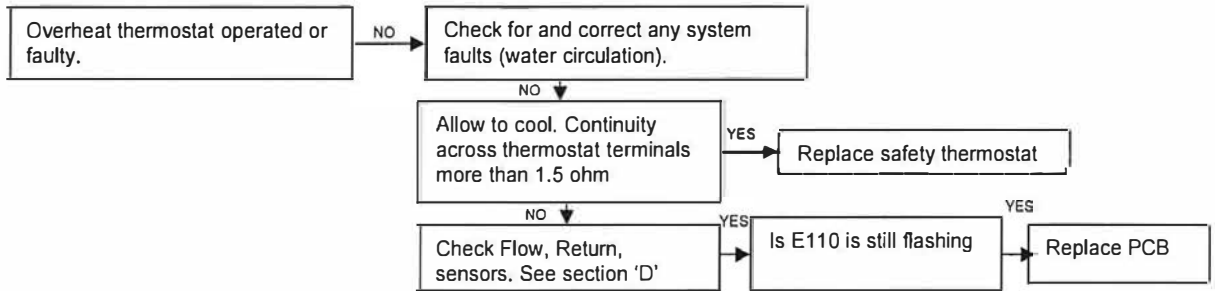 Overheat thermostat operated or
faulty.
NO
Check for and correct any system
faults (water circulation).
NO
Allow to cool. Continuity
across thermostat terminals
more than 1.5 ohm
YES
Replace safety thermostat
NO
Check Flow, Return,
sensors. See section 'D'
YES
Is E110 is still flashing
YES
Replace PCB